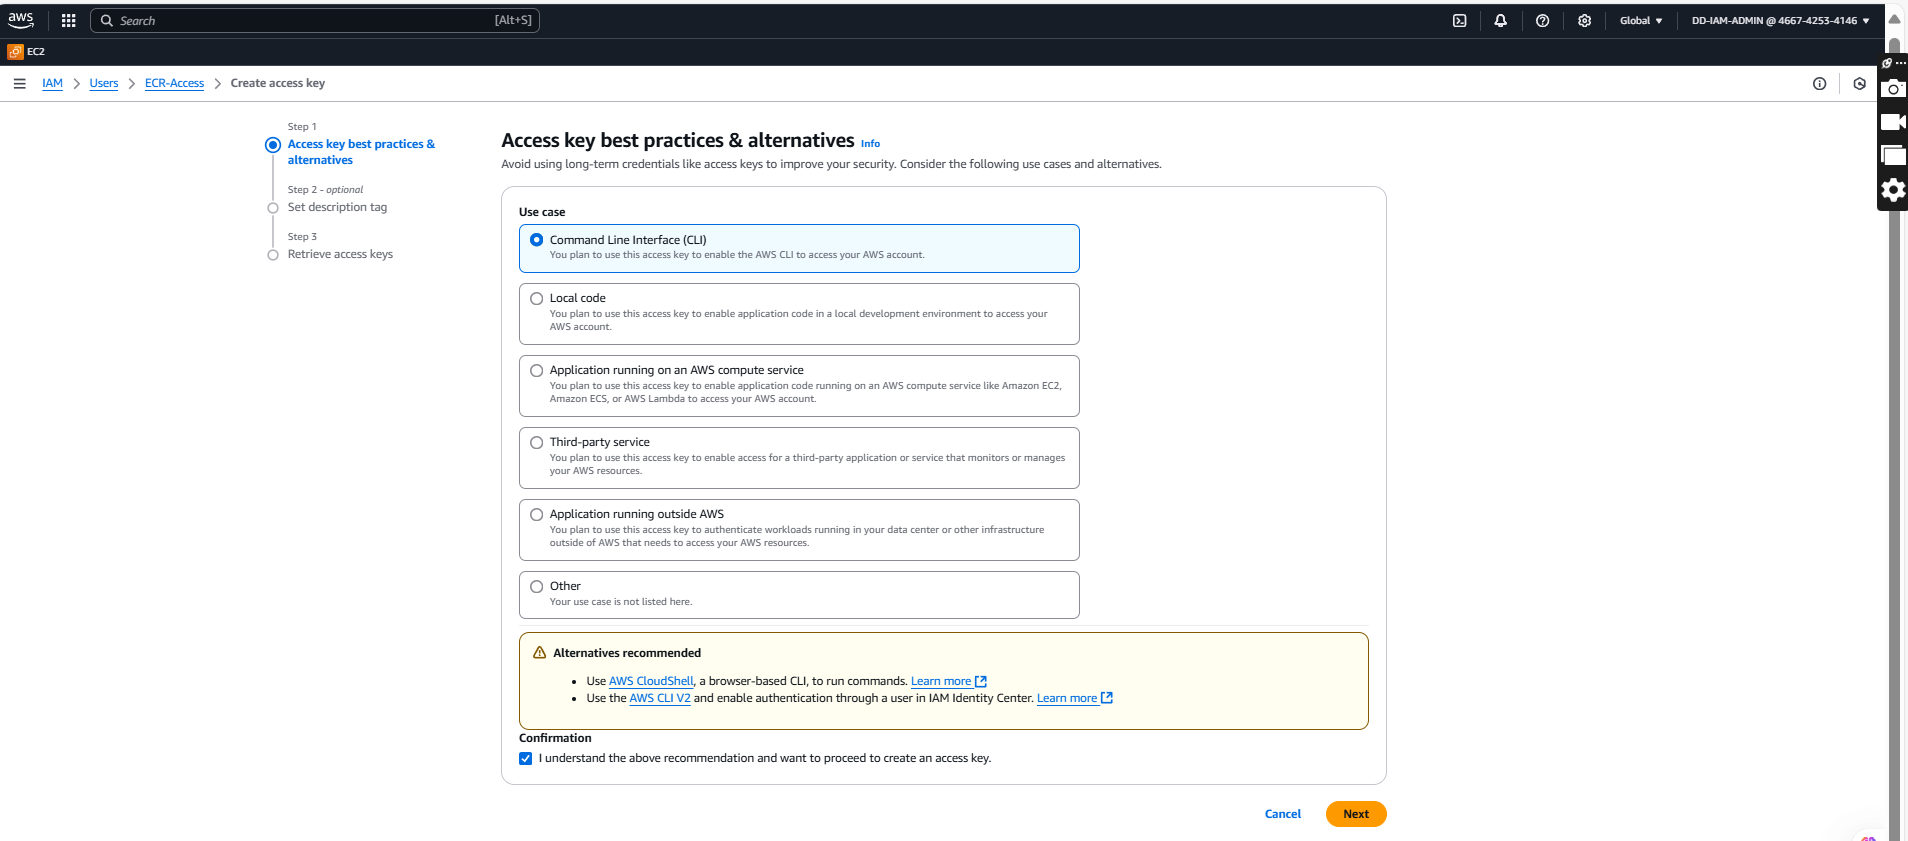 aws
Search [Alt+S]
Global ▼ DD-IAM-ADMIN @ 4667-4253-4146 ▼
EC2
IAM > Users > ECR-Access > Create access key
Step 1
Access key best practices &
alternatives
Step 2 - optional
Set description tag
Step 3
Retrieve access keys
Access key best practices & alternatives Info
Avoid using long-term credentials like access keys to improve your security. Consider the following use cases and alternatives.
Use case
Command Line Interface (CLI)
You plan to use this access key to enable the AWS CLI to access your AWS account.
Local code
You plan to use this access key to enable application code in a local development environment to access your
AWS account.
Application running on an AWS compute service
You plan to use this access key to enable application code running on an AWS compute service like Amazon EC2,
Amazon ECS, or AWS Lambda to access your AWS account.
Third-party service
You plan to use this access key to enable access for a third-party application or service that monitors or manages
your AWS resources.
Application running outside AWS
You plan to use this access key to authenticate workloads running in your data center or other infrastructure
outside of AWS that needs to access your AWS resources.
Other
Your use case is not listed here.
Alternatives recommended
• Use AWS CloudShell, a browser-based CLI, to run commands. Learn more
• Use the AWS CLI V2 and enable authentication through a user in IAM Identity Center. Learn more
Confirmation
I understand the above recommendation and want to proceed to create an access key.
Cancel Next